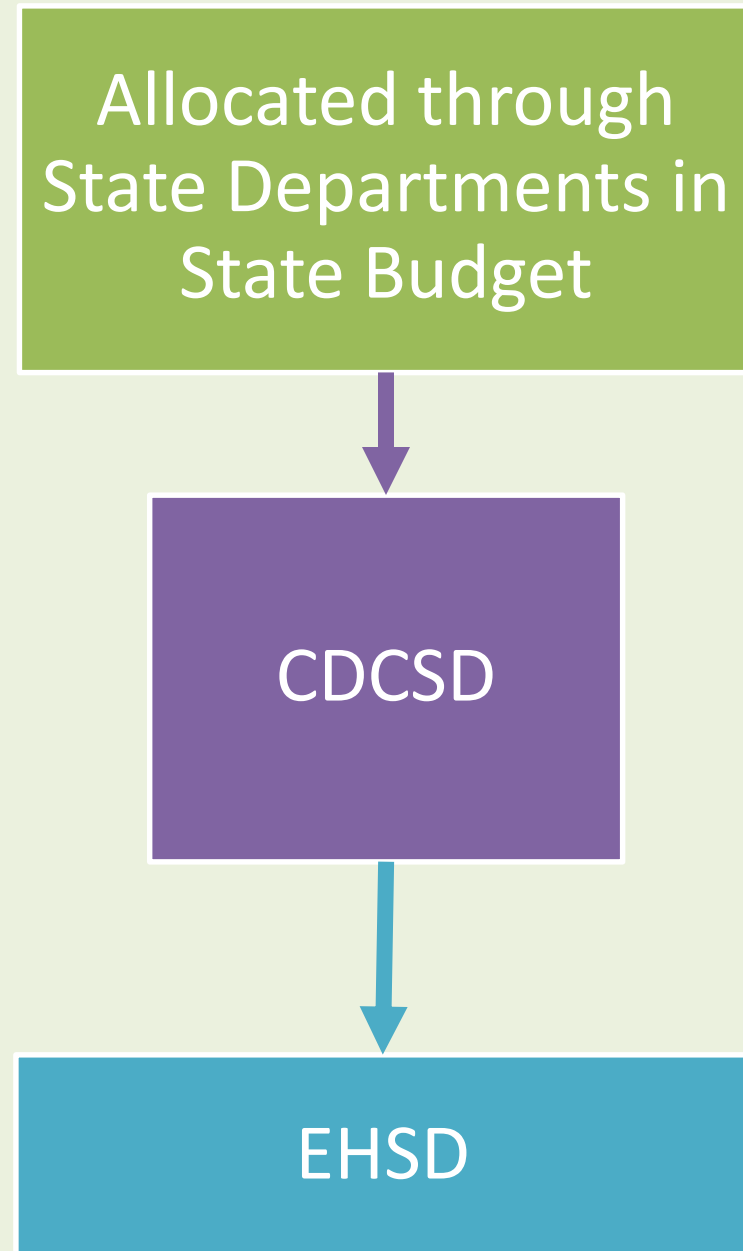 Allocated through
State Departments in
State Budget
CDCSD
EHSD